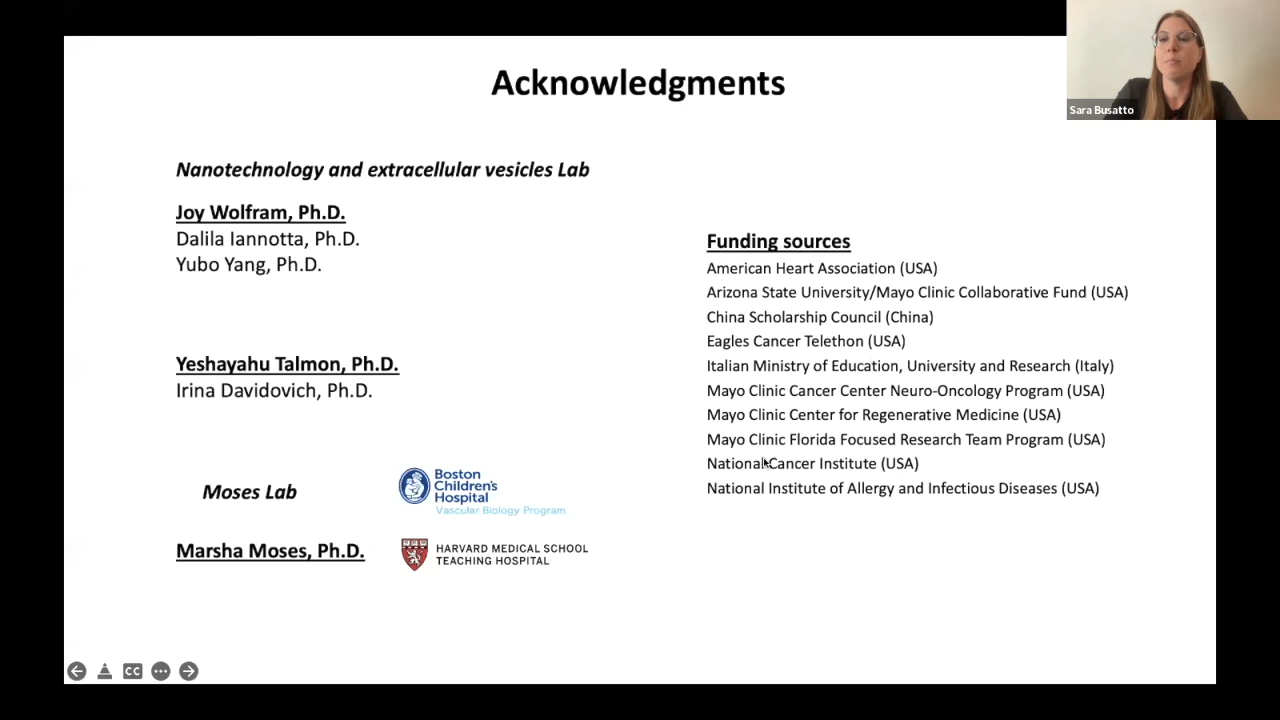 Acknowledgments
Sara Busatto
Nanotechnology and extracellular vesicles Lab
Joy Wolfram, Ph.D.
Dalila Iannotta, Ph.D.
Yubo Yang, Ph.D.
Yeshayahu Talmon, Ph.D.
Irina Davidovich, Ph.D.
Moses Lab
Boston
Children's
Hospital
Vascular Biology Program
Marsha Moses, Ph.D.
HARVARD MEDICAL SCHOOL
TEACHING HOSPITAL
Funding sources
American Heart Association (USA)
Arizona State University/Mayo Clinic Collaborative Fund (USA)
China Scholarship Council (China)
Eagles Cancer Telethon (USA)
Italian Ministry of Education, University and Research (Italy)
Mayo Clinic Cancer Center Neuro-Oncology Program (USA)
Mayo Clinic Center for Regenerative Medicine (USA)
Mayo Clinic Florida Focused Research Team Program (USA)
National Cancer Institute (USA)
National Institute of Allergy and Infectious Diseases (USA)
CC